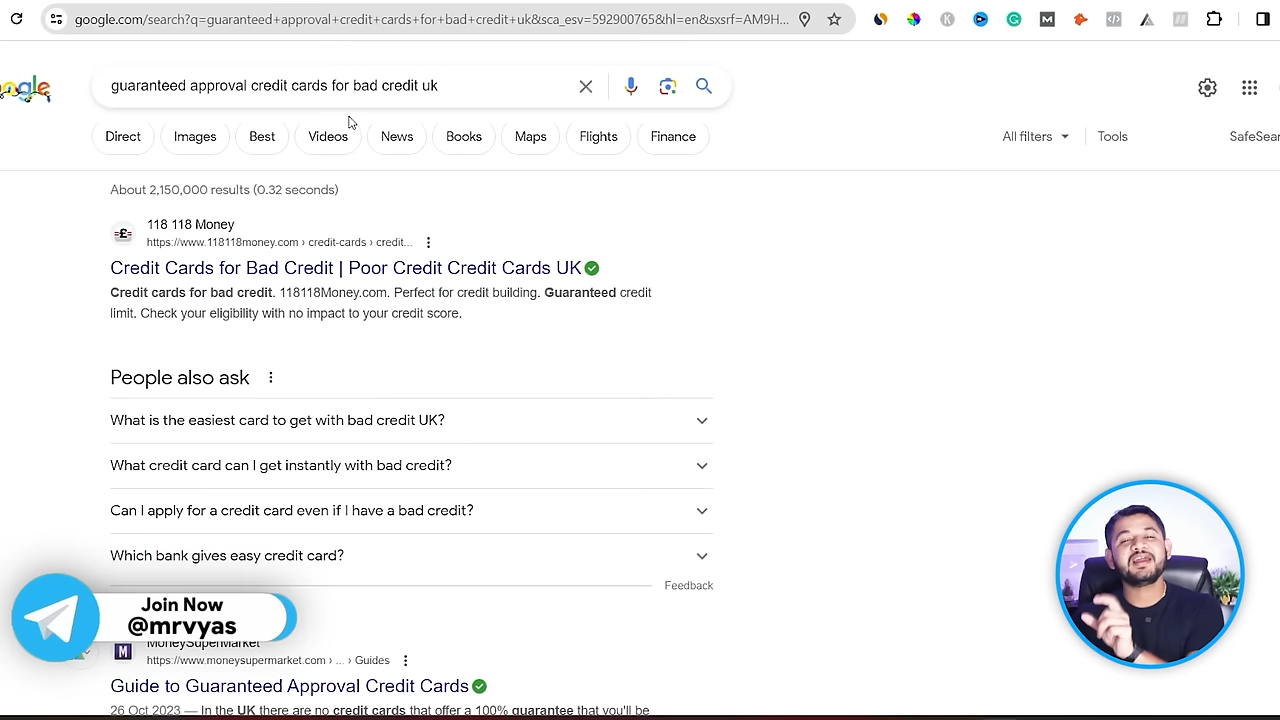 google.com/search?q=guaranteed+approval+credit+cards+for+bad+credit+uk&sca_esv=592900765&hl=en&sxsrf=AM9H...
ogle
guaranteed approval credit cards for bad credit uk
Direct
Images
Best
Videos
News
Books
Maps
Flights
Finance
All filters
Tools
SafeSear
About 2,150,000 results (0.32 seconds)
118 118 Money
https://www.118118money.com › credit-cards › credit...
Credit Cards for Bad Credit | Poor Credit Credit Cards UK
Credit cards for bad credit. 118118Money.com. Perfect for credit building. Guaranteed credit
limit. Check your eligibility with no impact to your credit score.
People also ask
What is the easiest card to get with bad credit UK?
What credit card can I get instantly with bad credit?
Can I apply for a credit card even if I have a bad credit?
Which bank gives easy credit card?
Feedback
Join Now
@mrvyas
MoneySuperMarket
https://www.moneysupermarket.com › ... › Guides
Guide to Guaranteed Approval Credit Cards
26 Oct 2023 — In the UK there are no credit cards that offer a 100% guarantee that you'll be